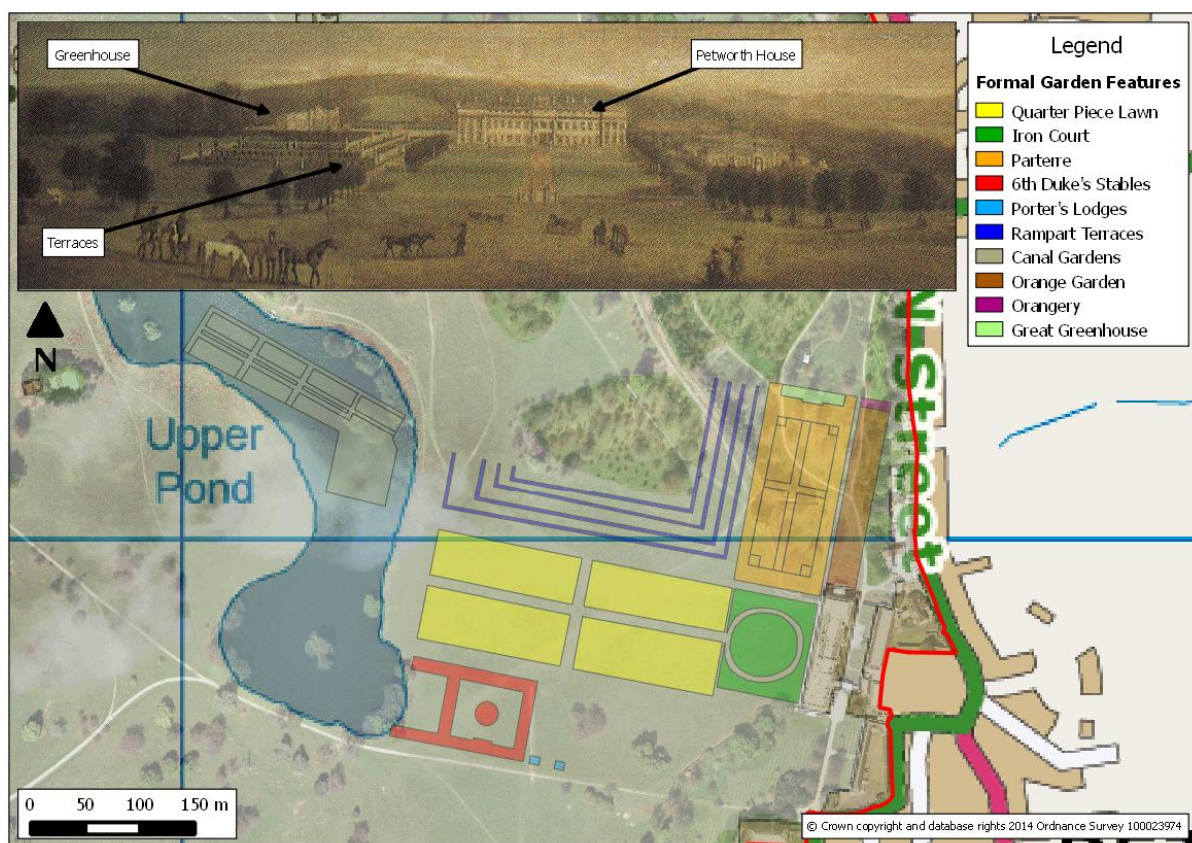 Greenhouse
Petworth House
Terraces
Legend
Formal Garden Features
Quarter Piece Lawn
Iron Court
Parterre
6th Duke's Stables
Porter's Lodges
Rampart Terraces
Canal Gardens
Orange Garden
Orangery
Great Greenhouse
N
Upper
Pond
N Street
0 50 100 150 m
© Crown copyright and database rights 2014 Ordnance Survey 100023974